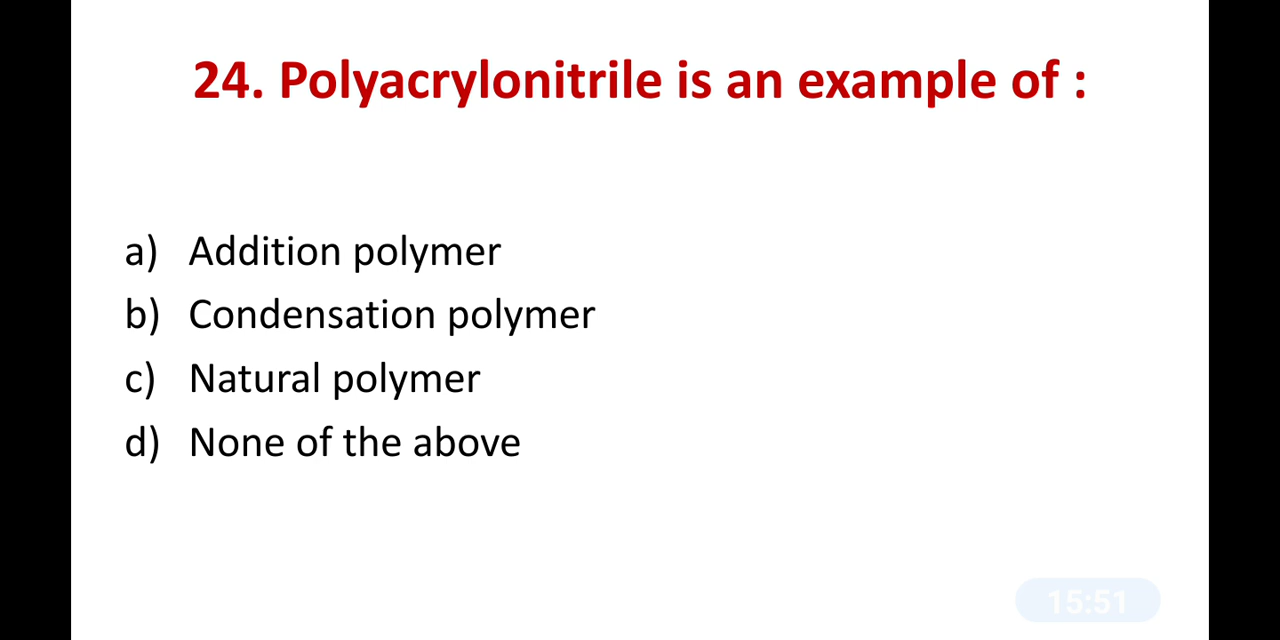 24. Polyacrylonitrile is an example of :
a) Addition polymer
b) Condensation polymer
c) Natural polymer
d) None of the above
15:51